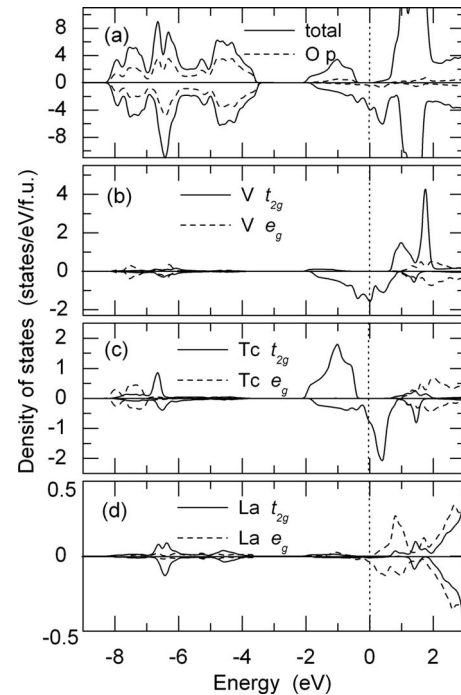 Density of states (states/eV/f.u.)
(a)
total
O p
8
4
0
4
-8
(b)
V t2g
V eg
4
2
0
-2
(c)
Tc t2g
Tc eg
2
1
0
-1
-2
(d)
La t2g
La eg
0.5
0
-0.5
-8 -6 -4 -2 0 2
Energy (eV)